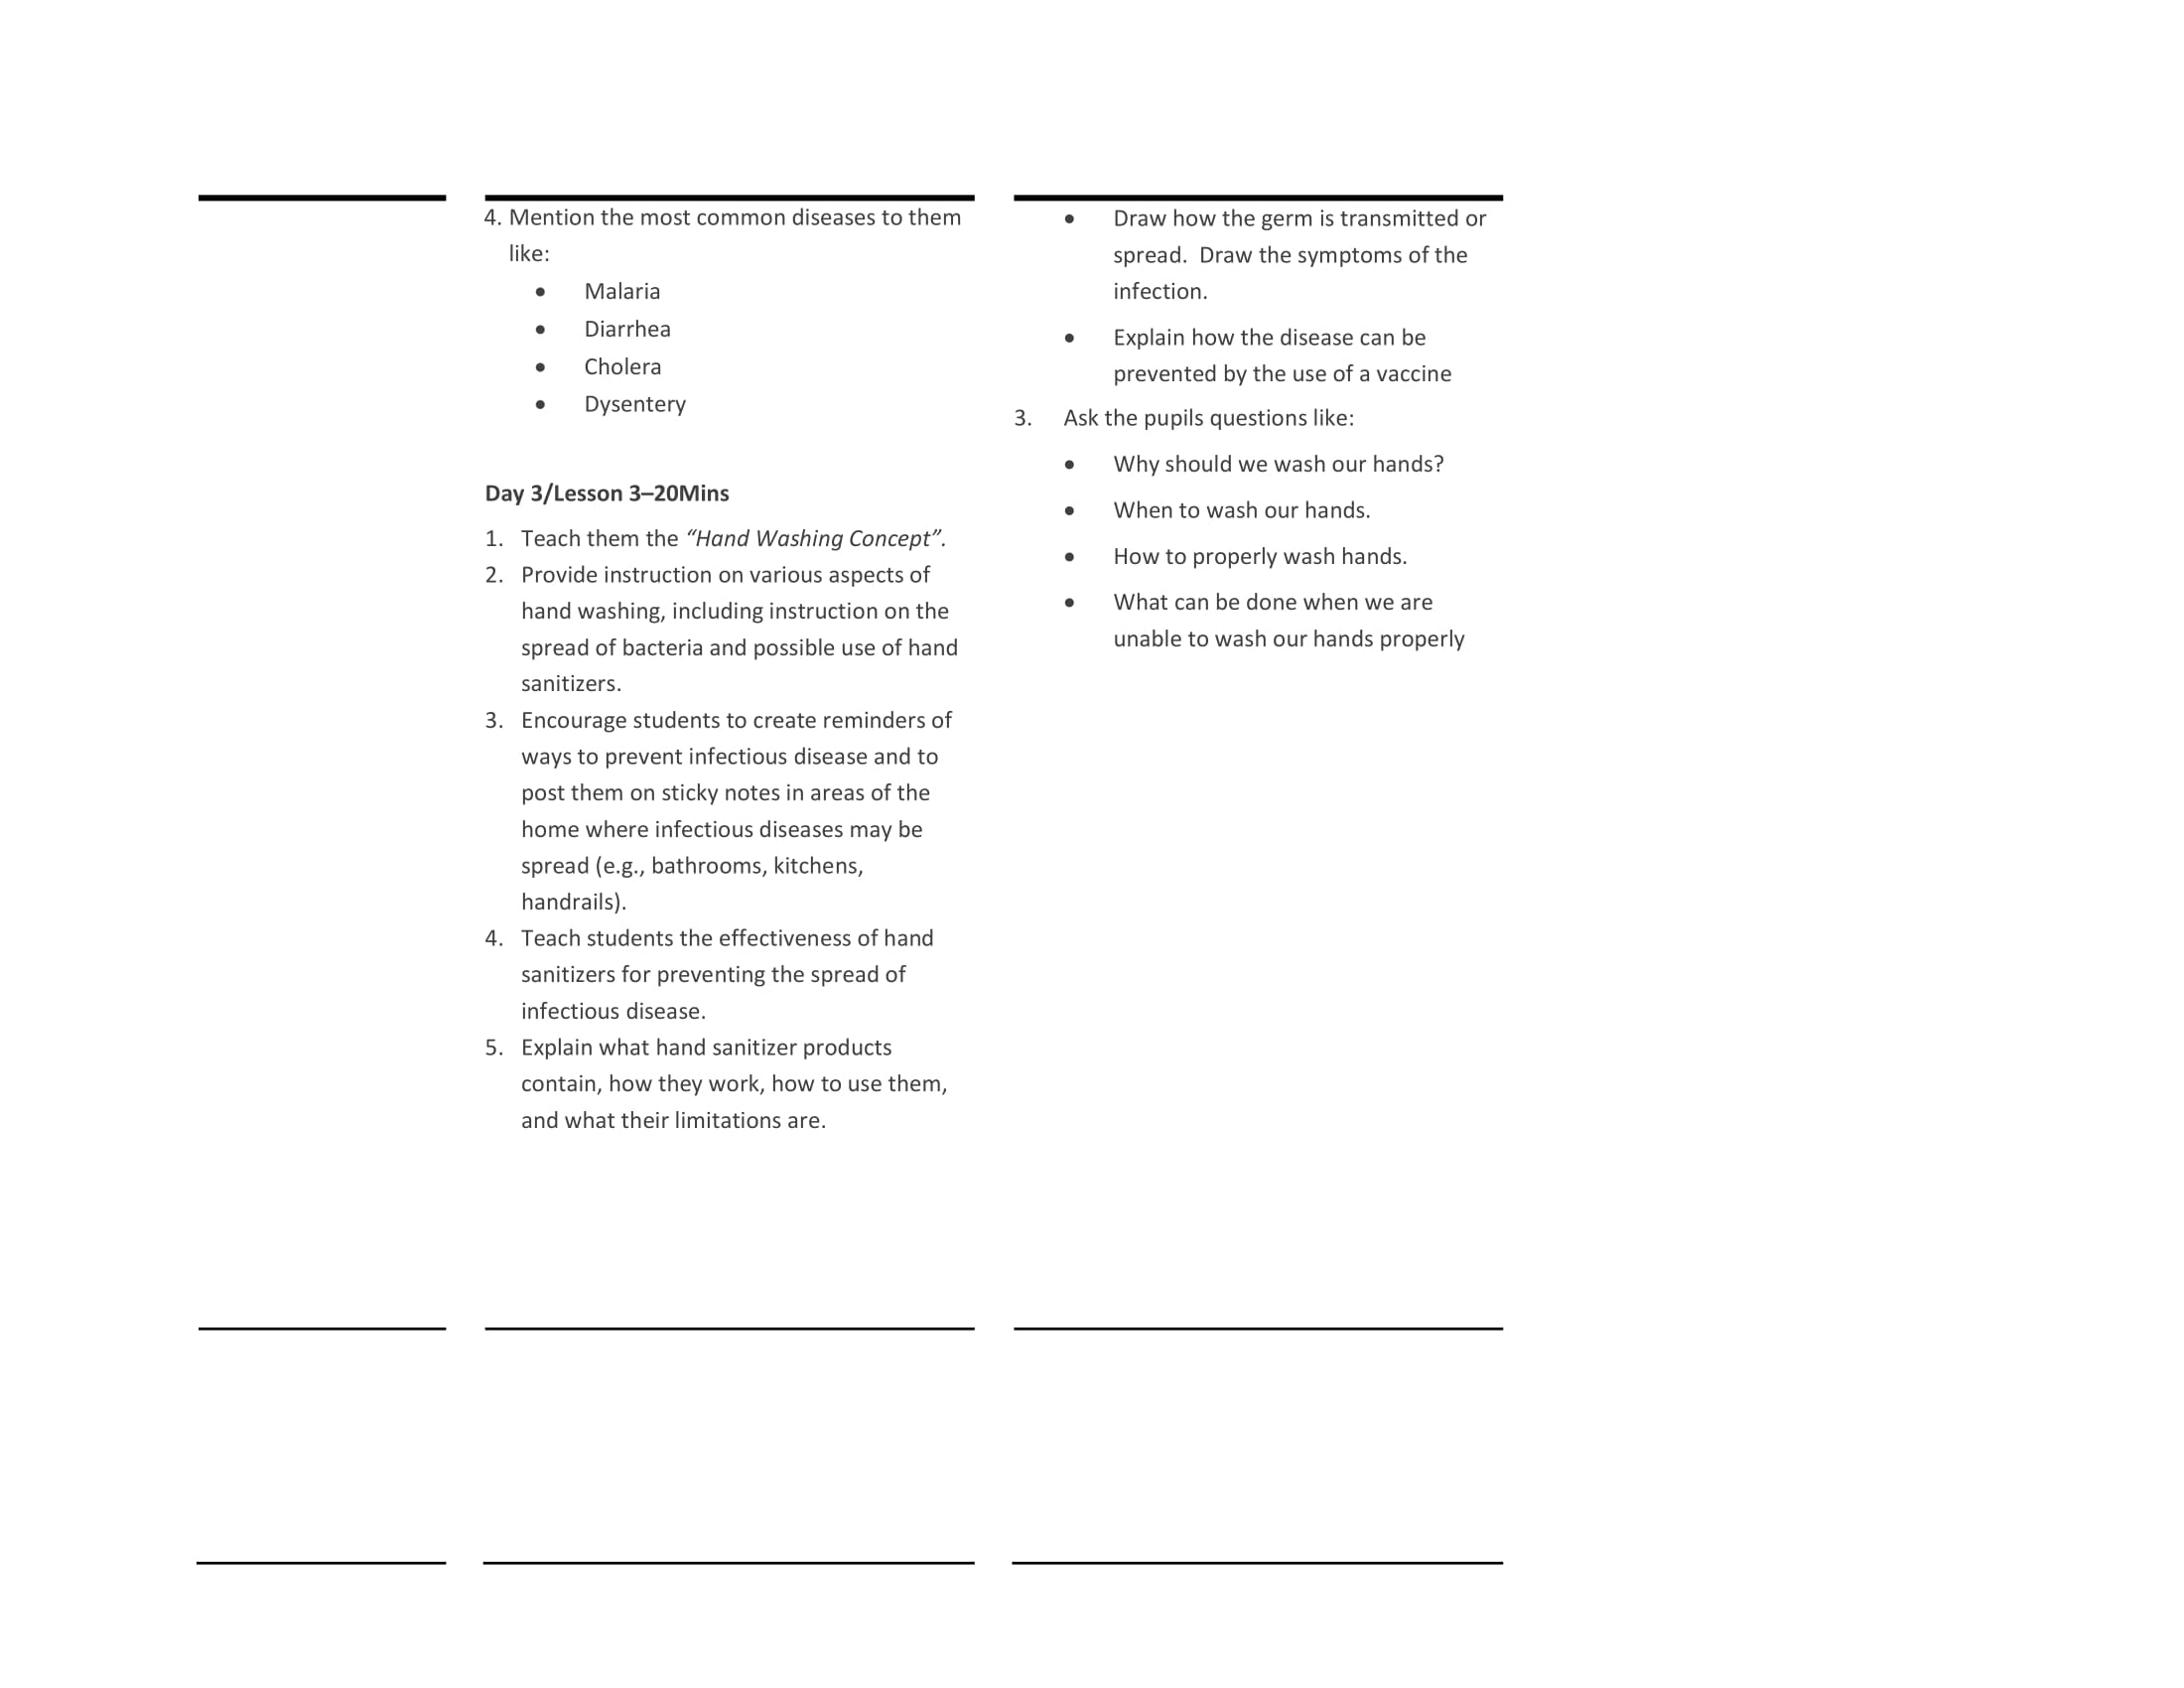 4. Mention the most common diseases to them
like:
• Malaria
• Diarrhea
• Cholera
• Dysentery
Day 3/Lesson 3–20Mins
1. Teach them the “Hand Washing Concept”.
2. Provide instruction on various aspects of
hand washing, including instruction on the
spread of bacteria and possible use of hand
sanitizers.
3. Encourage students to create reminders of
ways to prevent infectious disease and to
post them on sticky notes in areas of the
home where infectious diseases may be
spread (e.g., bathrooms, kitchens,
handrails).
4. Teach students the effectiveness of hand
sanitizers for preventing the spread of
infectious disease.
5. Explain what hand sanitizer products
contain, how they work, how to use them,
and what their limitations are.
• Draw how the germ is transmitted or
spread.  Draw the symptoms of the
infection.
• Explain how the disease can be
prevented by the use of a vaccine
3. Ask the pupils questions like:
• Why should we wash our hands?
• When to wash our hands.
• How to properly wash hands.
• What can be done when we are
unable to wash our hands properly